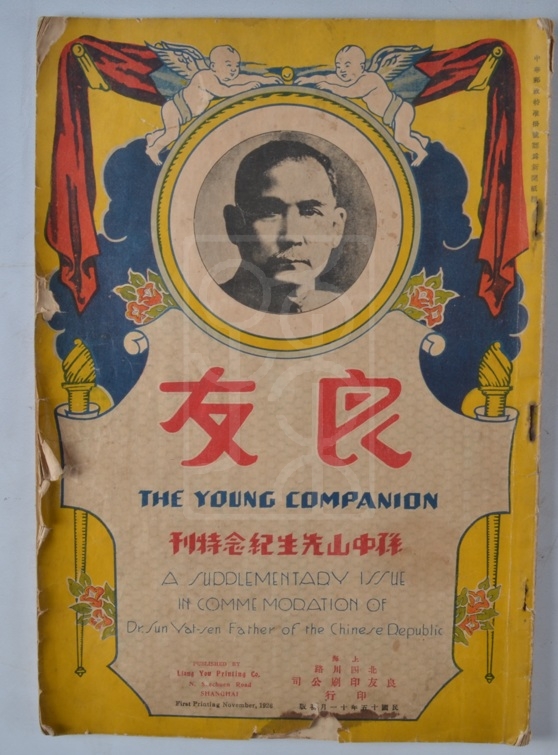 良友
THE YOUNG COMPANION
孫中山先生紀念特刊
A SUPPLEMENTARY ISSUE
IN COMMEMORATION OF
Dr. Sun Yat-sen Father of the Chinese Republic
PUBLISHED BY
Liang You Printing Co.
Road
SHANGHAI
First Printing November, 1926
上海
北四川路
良友印刷公司
印行
民國十五年十一月初版